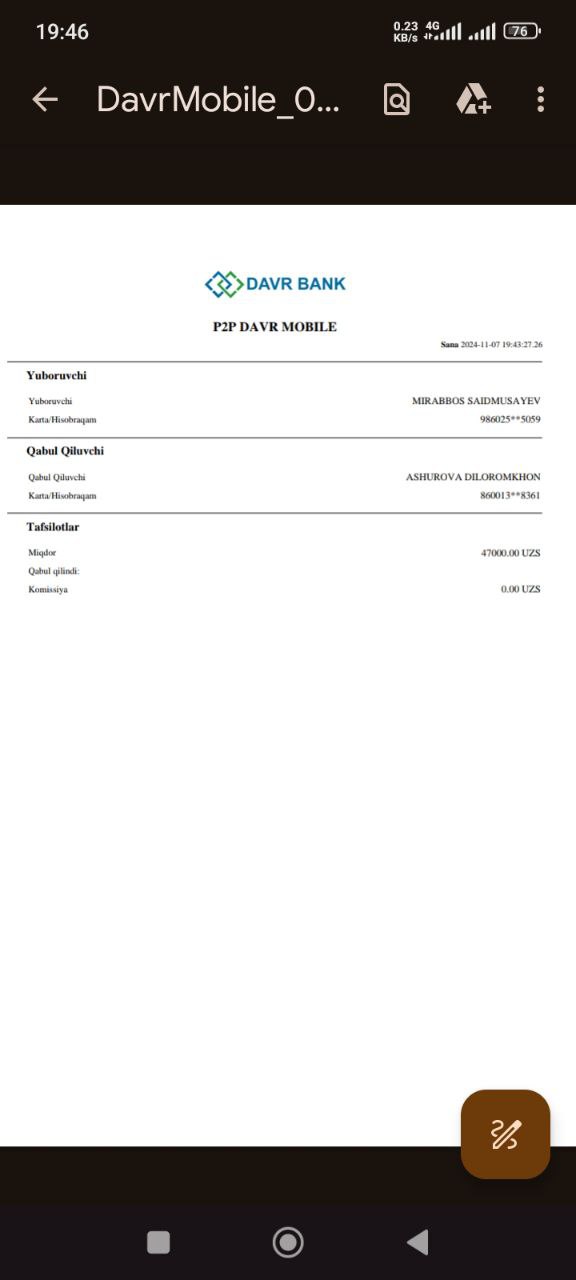 19:46
0.23 KB/s 4G 76
DavrMobile_0...
DAVR BANK
P2P DAVR MOBILE
Sana 2024-11-07 19:43:27.26
Yuboruvchi
Yuboruvchi MIRABBOS SAIDMUSAYEV
Karta/Hisobraqam 986025**5059
Qabul Qiluvchi
Qabul Qiluvchi ASHUROVA DILOROMKHON
Karta/Hisobraqam 860013**8361
Tafsilotlar
Miqdor 47000.00 UZS
Qabul qilindi:
Komissiya 0.00 UZS